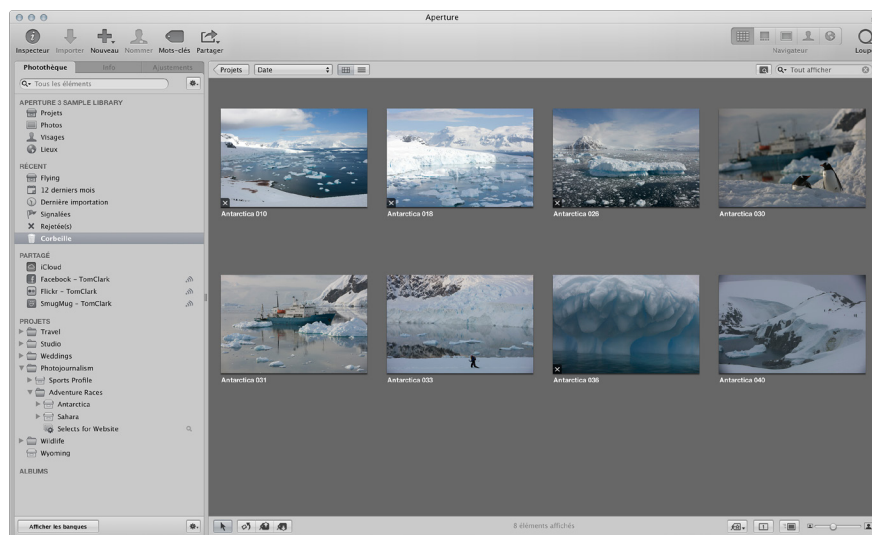 Aperture
Inspecteur Importer Nouveau Nommer Mots-clés Partager
Navigateur
Loupe
Photothèque Info Ajustements
Projets
Date
Tout afficher
Tous les éléments
APERTURE 3 SAMPLE LIBRARY
Projets
Photos
Visages
Lieux
RÉCENT
Flying
12 derniers mois
Dernière importation
Signalées
Rejetée(s)
Corbeille
PARTAGÉ
iCloud
Facebook – TomClark
Flickr – TomClark
SmugMug – TomClark
PROJETS
Travel
Studio
Weddings
Photojournalism
Sports Profile
Adventure Races
Antarctica
Sahara
Selects for Website
Wildlife
Wyoming
ALBUMS
Afficher les banques
Antarctica 010
Antarctica 018
Antarctica 026
Antarctica 030
Antarctica 031
Antarctica 033
Antarctica 036
Antarctica 040
8 éléments affichés